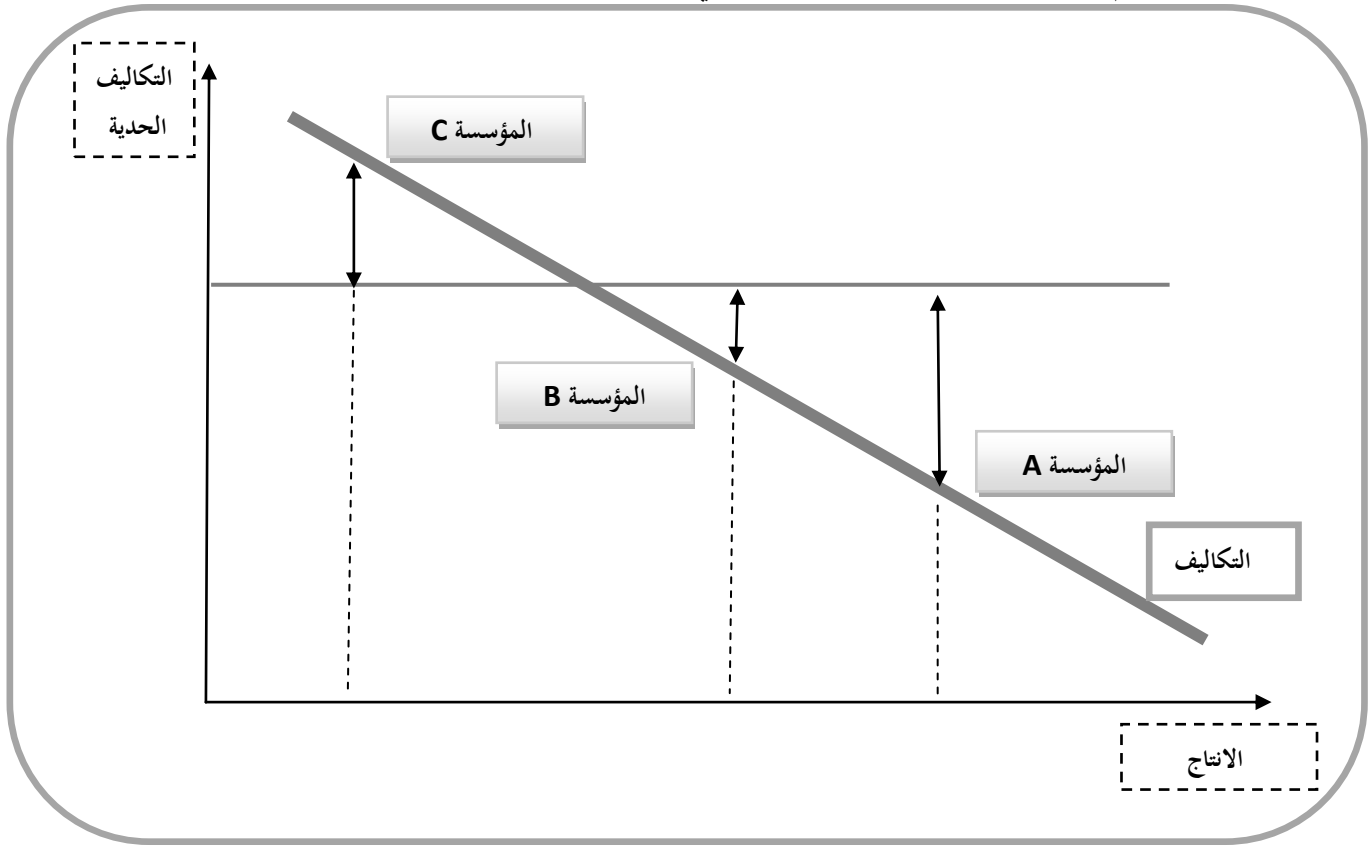 التكاليف
الحدية
المؤسسة C
المؤسسة B
المؤسسة A
التكاليف
الانتاج